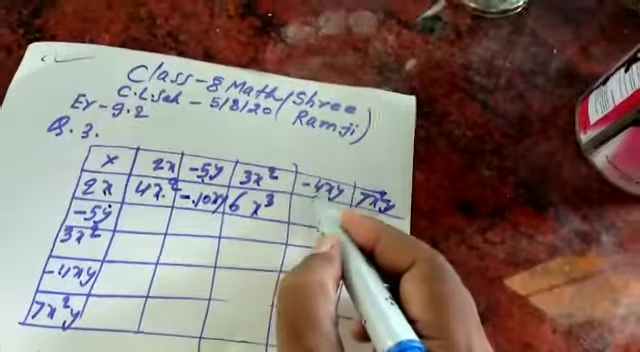 Class-8 Math (Shree
C.L.Sah - 5/8/20 Ramji)
Ex-9.2
Q.3.
x 2x -5y 3x² -4xy 7x²y
2x 4x² -10xy 6x³
-5y
3x²
-4xy
7x²y